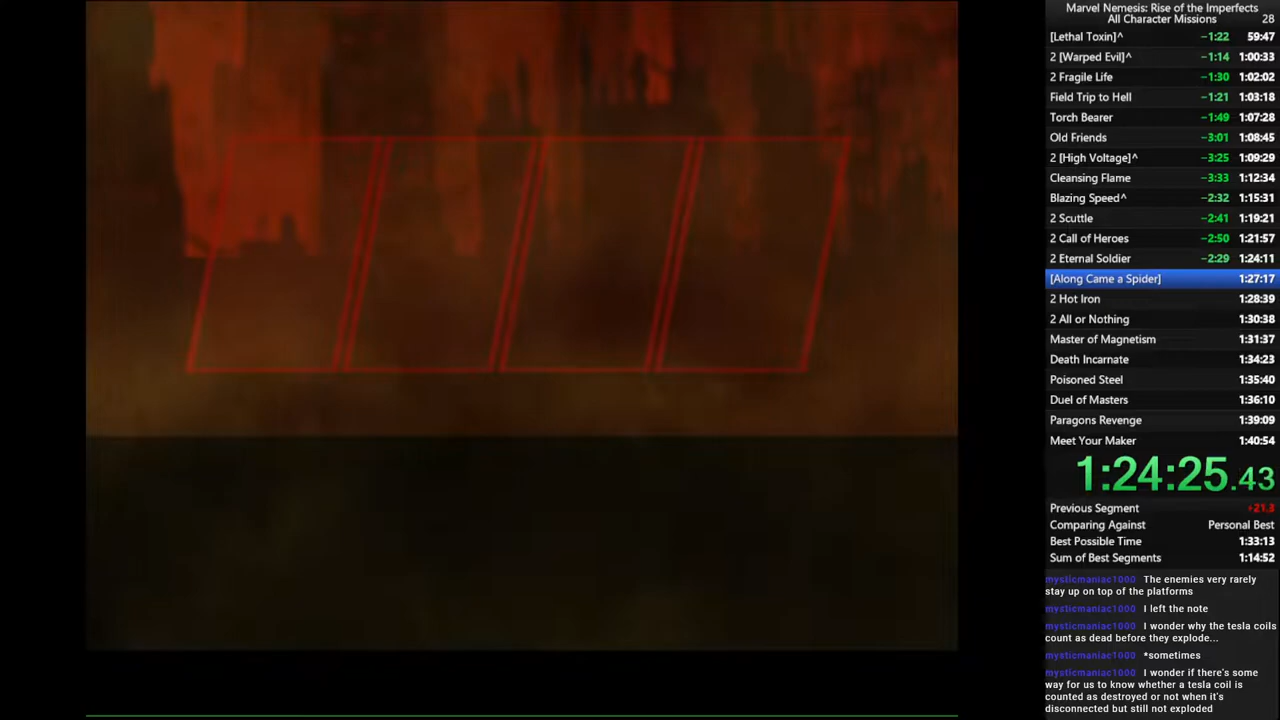 Marvel Nemesis: Rise of the Imperfects
All Character Missions 28
[Lethal Toxin]^ −1:22 59:47
2 [Warped Evil]^ −1:14 1:00:33
2 Fragile Life −1:30 1:02:02
Field Trip to Hell −1:21 1:03:18
Torch Bearer −1:49 1:07:28
Old Friends −3:01 1:08:45
2 [High Voltage]^ −3:25 1:09:29
Cleansing Flame −3:33 1:12:34
Blazing Speed^ −2:32 1:15:31
2 Scuttle −2:41 1:19:21
2 Call of Heroes −2:50 1:21:57
2 Eternal Soldier −2:29 1:24:11
[Along Came a Spider] 1:27:17
2 Hot Iron 1:28:39
2 All or Nothing 1:30:38
Master of Magnetism 1:31:37
Death Incarnate 1:34:23
Poisoned Steel 1:35:40
Duel of Masters 1:36:10
Paragons Revenge 1:39:09
Meet Your Maker 1:40:54
1:24:25.43
Previous Segment +21.3
Comparing Against Personal Best
Best Possible Time 1:33:13
Sum of Best Segments 1:14:52
mysticmaniac1000 The enemies very rarely
stay up on top of the platforms
mysticmaniac1000 I left the note
mysticmaniac1000 I wonder why the tesla coils
count as dead before they explode...
mysticmaniac1000 *sometimes
mysticmaniac1000 I wonder if there's some
way for us to know whether a tesla coil is
counted as destroyed or not when it's
disconnected but still not exploded